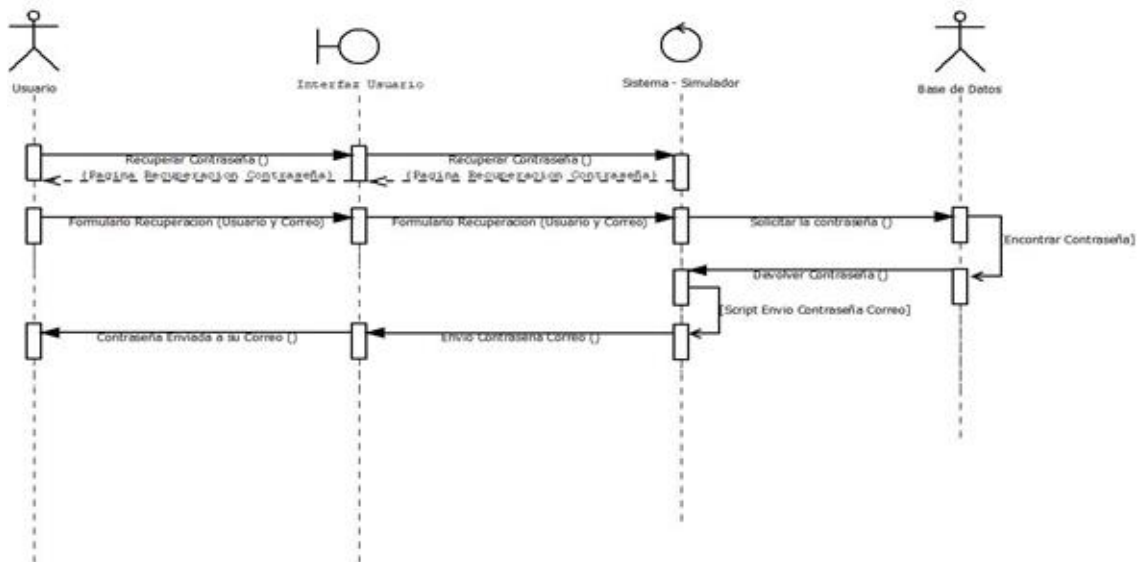 Usuario
Interfaz Usuario
Sistema - Simulador
Base de Datos
Recuperar Contraseña ()
Recuperar Contraseña ()
(Pagina Recuperacion Contraseña)
(Pagina Recuperacion Contraseña)
Formulario Recuperacion (Usuario y Correo)
Formulario Recuperacion (Usuario y Correo)
Solicitar la contraseña ()
[Encontrar Contraseña]
Devolver Contraseña ()
[Script Envio Contraseña Correo]
Contraseña Enviada a su Correo ()
Envio Contraseña Correo ()